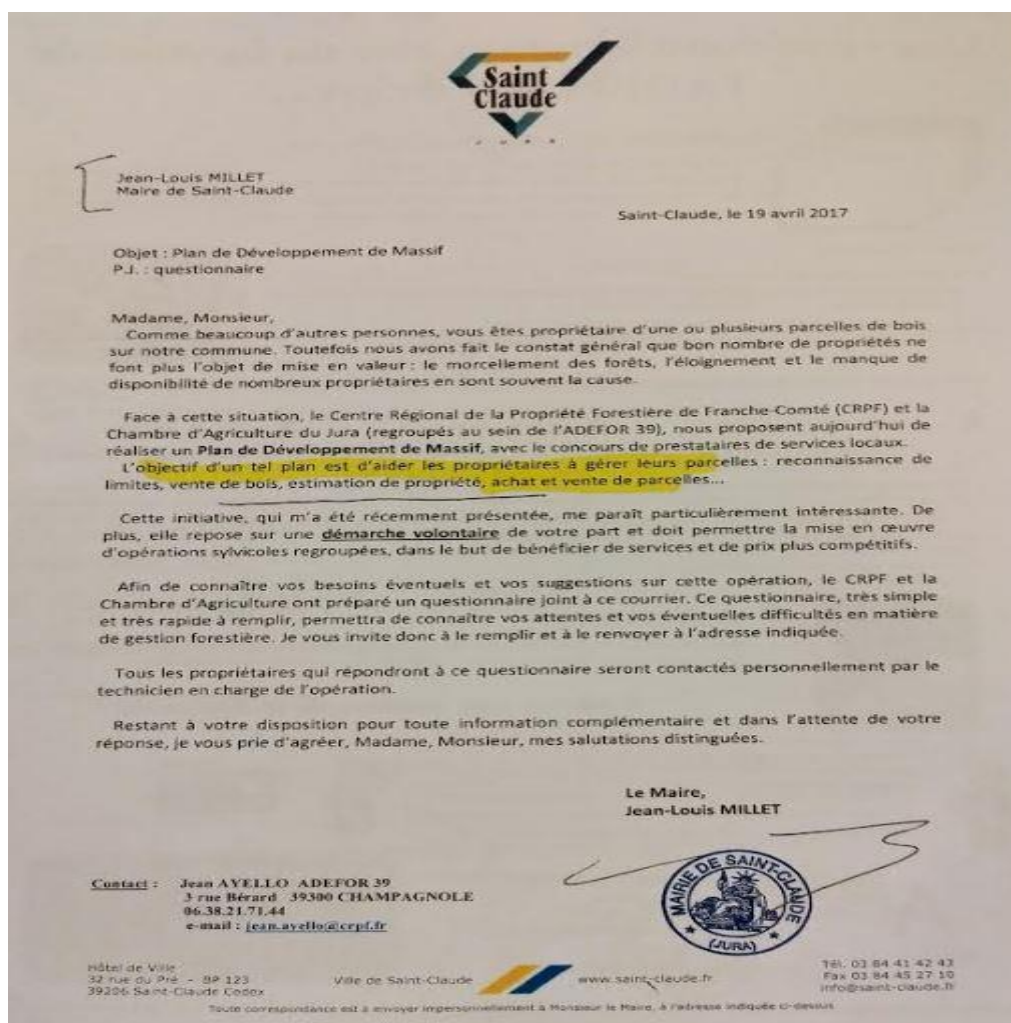 Saint
Claude
JURA
Jean-Louis MILLET
Maire de Saint-Claude
Saint-Claude, le 19 avril 2017
Objet : Plan de Développement de Massif
P.J. : questionnaire
Madame, Monsieur,
Comme beaucoup d'autres personnes, vous êtes propriétaire d'une ou plusieurs parcelles de bois
sur notre commune. Toutefois nous avons fait le constat général que bon nombre de propriétés ne
font plus l'objet de mise en valeur : le morcellement des forêts, l'éloignement et le manque de
disponibilité de nombreux propriétaires en sont souvent la cause.
Face à cette situation, le Centre Régional de la Propriété Forestière de Franche-Comté (CRPF) et la
Chambre d'Agriculture du Jura (regroupés au sein de l'ADEFOR 39), nous proposent aujourd'hui de
réaliser un Plan de Développement de Massif, avec le concours de prestataires de services locaux.
L'objectif d'un tel plan est d'aider les propriétaires à gérer leurs parcelles : reconnaissance de
limites, vente de bois, estimation de propriété, achat et vente de parcelles...
Cette initiative, qui m'a été récemment présentée, me paraît particulièrement intéressante. De
plus, elle repose sur une démarche volontaire de votre part et doit permettre la mise en œuvre
d'opérations sylvicoles regroupées, dans le but de bénéficier de services et de prix plus compétitifs.
Afin de connaître vos besoins éventuels et vos suggestions sur cette opération, le CRPF et la
Chambre d'Agriculture ont préparé un questionnaire joint à ce courrier. Ce questionnaire, très simple
et très rapide à remplir, permettra de connaître vos attentes et vos éventuelles difficultés en matière
de gestion forestière. Je vous invite donc à le remplir et à le renvoyer à l'adresse indiquée.
Tous les propriétaires qui répondront à ce questionnaire seront contactés personnellement par le
technicien en charge de l'opération.
Restant à votre disposition pour toute information complémentaire et dans l'attente de votre
réponse, je vous prie d'agréer, Madame, Monsieur, mes salutations distinguées.
Le Maire,
Jean-Louis MILLET
MAIRIE DE SAINT-CLAUDE
(JURA)
Contact : Jean AYELLO ADEFOR 39
3 rue Bérard 39300 CHAMPAGNOLE
06.38.21.71.44
e-mail : jean.ayello@crpf.fr
Hôtel de Ville
32 rue du Pré - BP 123
39206 Saint-Claude Cedex
Ville de Saint-Claude
www.saint-claude.fr
Tél. 03 84 41 42 43
Fax 03 84 45 27 10
info@saint-claude.fr
Toute correspondance est à envoyer impersonnellement à Monsieur le Maire, à l'adresse indiquée ci-dessus